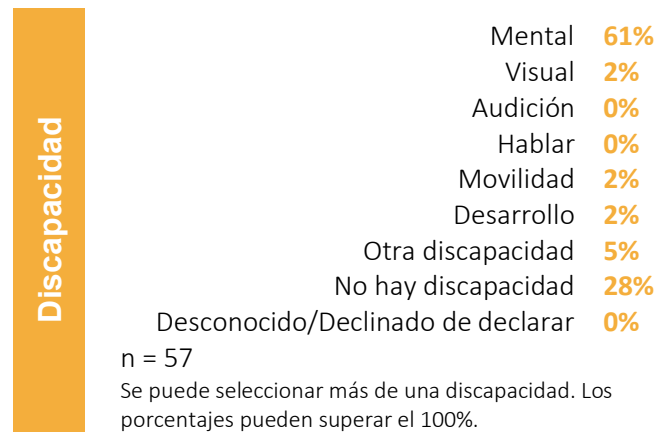 Discapacidad
Mental 61%
Visual 2%
Audición 0%
Hablar 0%
Movilidad 2%
Desarrollo 2%
Otra discapacidad 5%
No hay discapacidad 28%
Desconocido/Declinado de declarar 0%
n = 57
Se puede seleccionar más de una discapacidad. Los
porcentajes pueden superar el 100%.